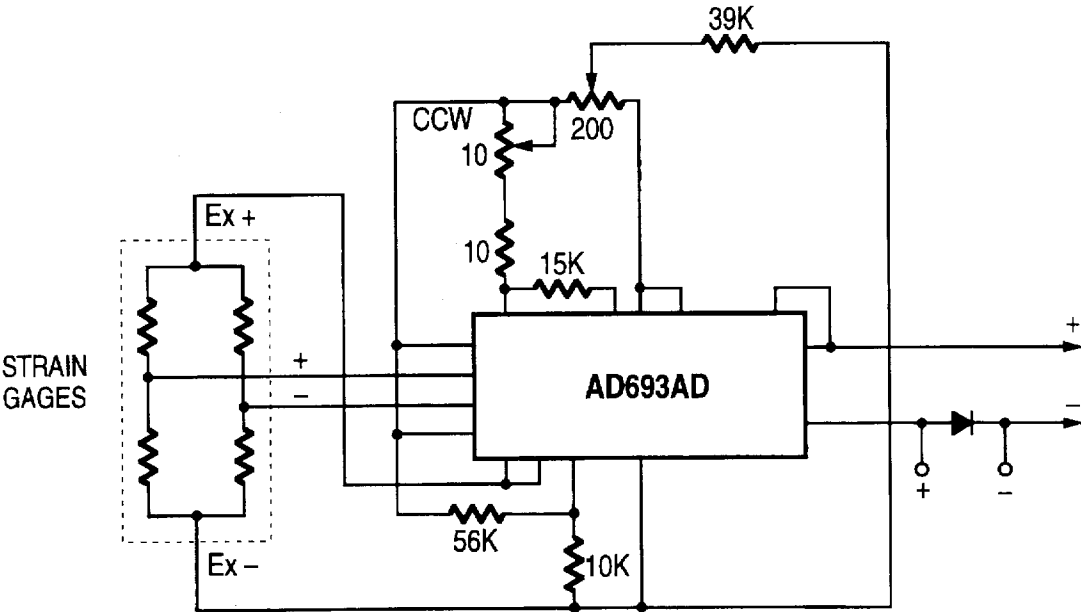 39K
CCW
200
10
Ex +
10
15K
STRAIN
GAGES
+
−
AD693AD
+
−
+
−
56K
10K
Ex −